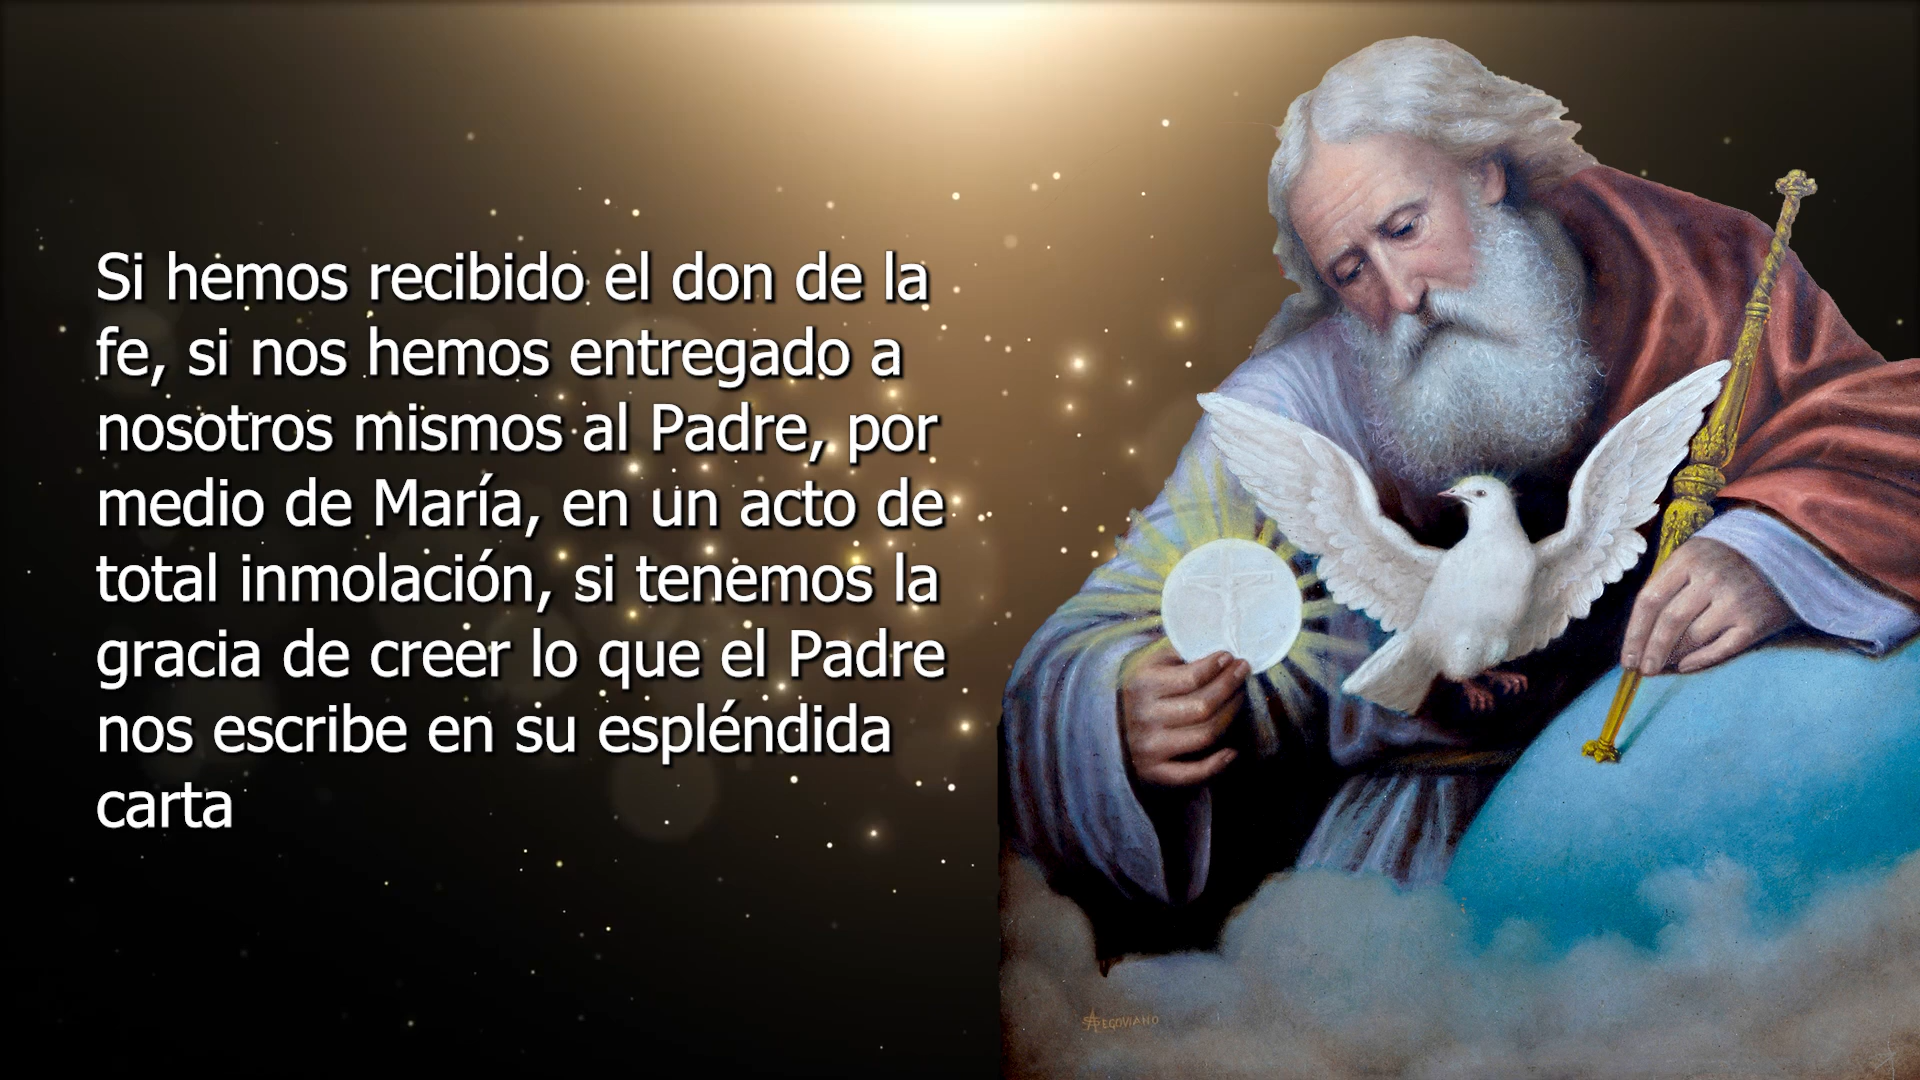 Si hemos recibido el don de la
fe, si nos hemos entregado a
nosotros mismos al Padre, por
medio de María, en un acto de
total inmolación, si tenemos la
gracia de creer lo que el Padre
nos escribe en su espléndida
carta
SEGOVIANO